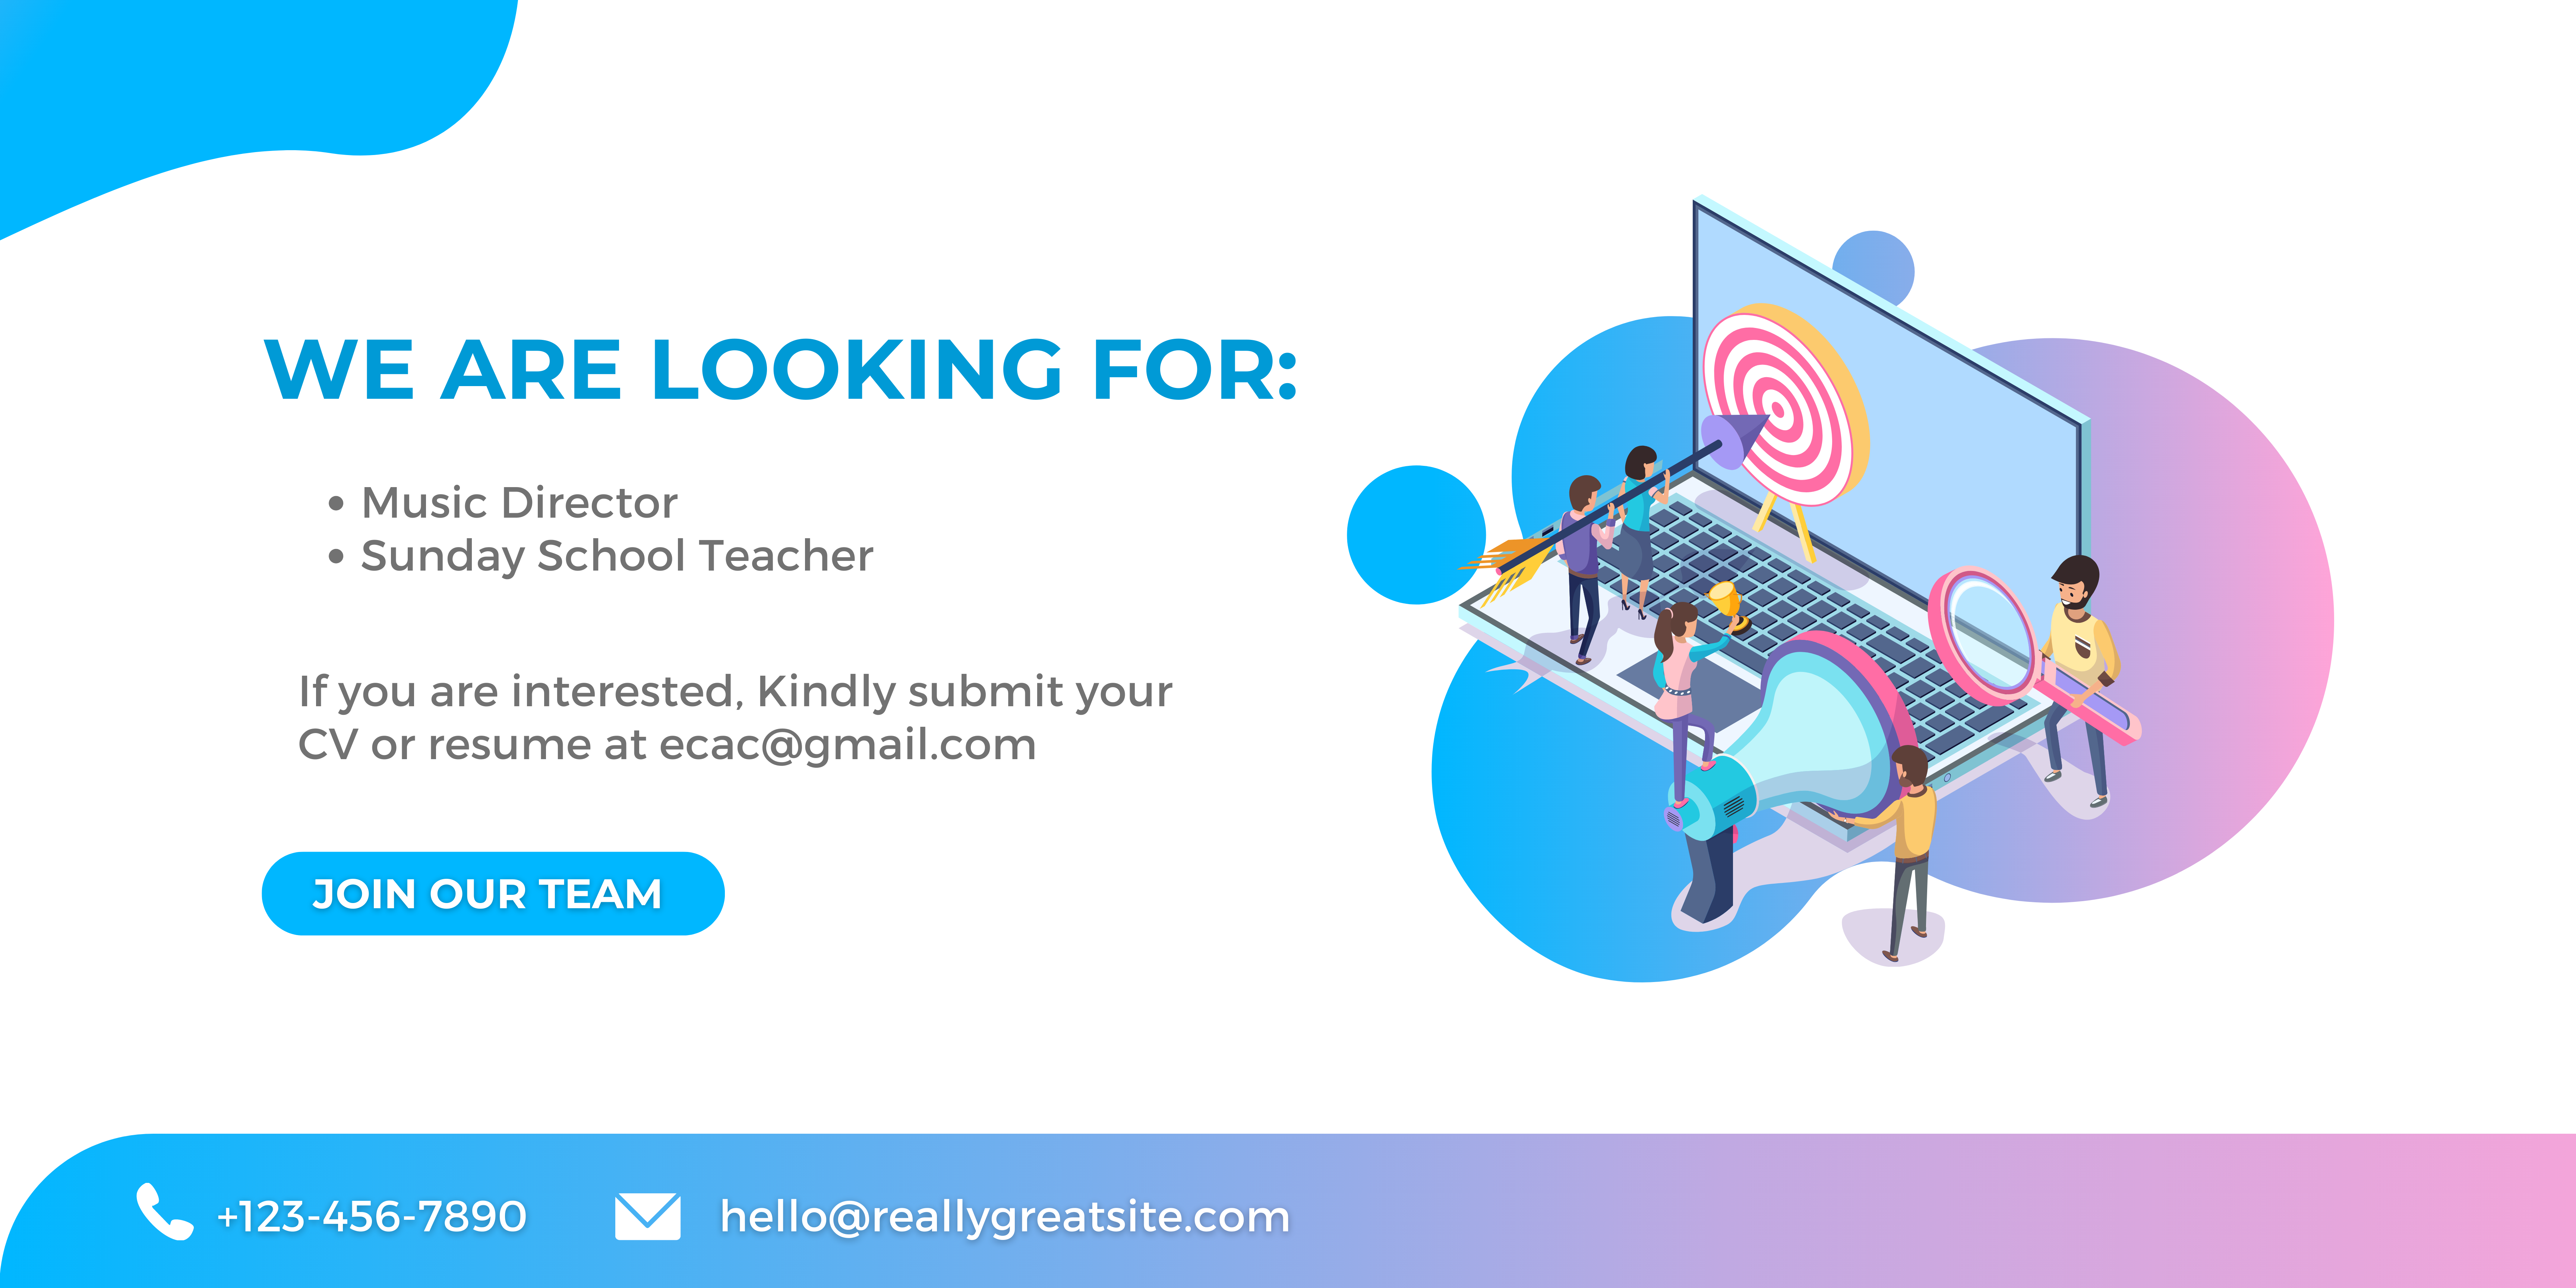 WE ARE LOOKING FOR:
• Music Director
• Sunday School Teacher
If you are interested, Kindly submit your
CV or resume at ecac@gmail.com
JOIN OUR TEAM
+123-456-7890
hello@reallygreatsite.com